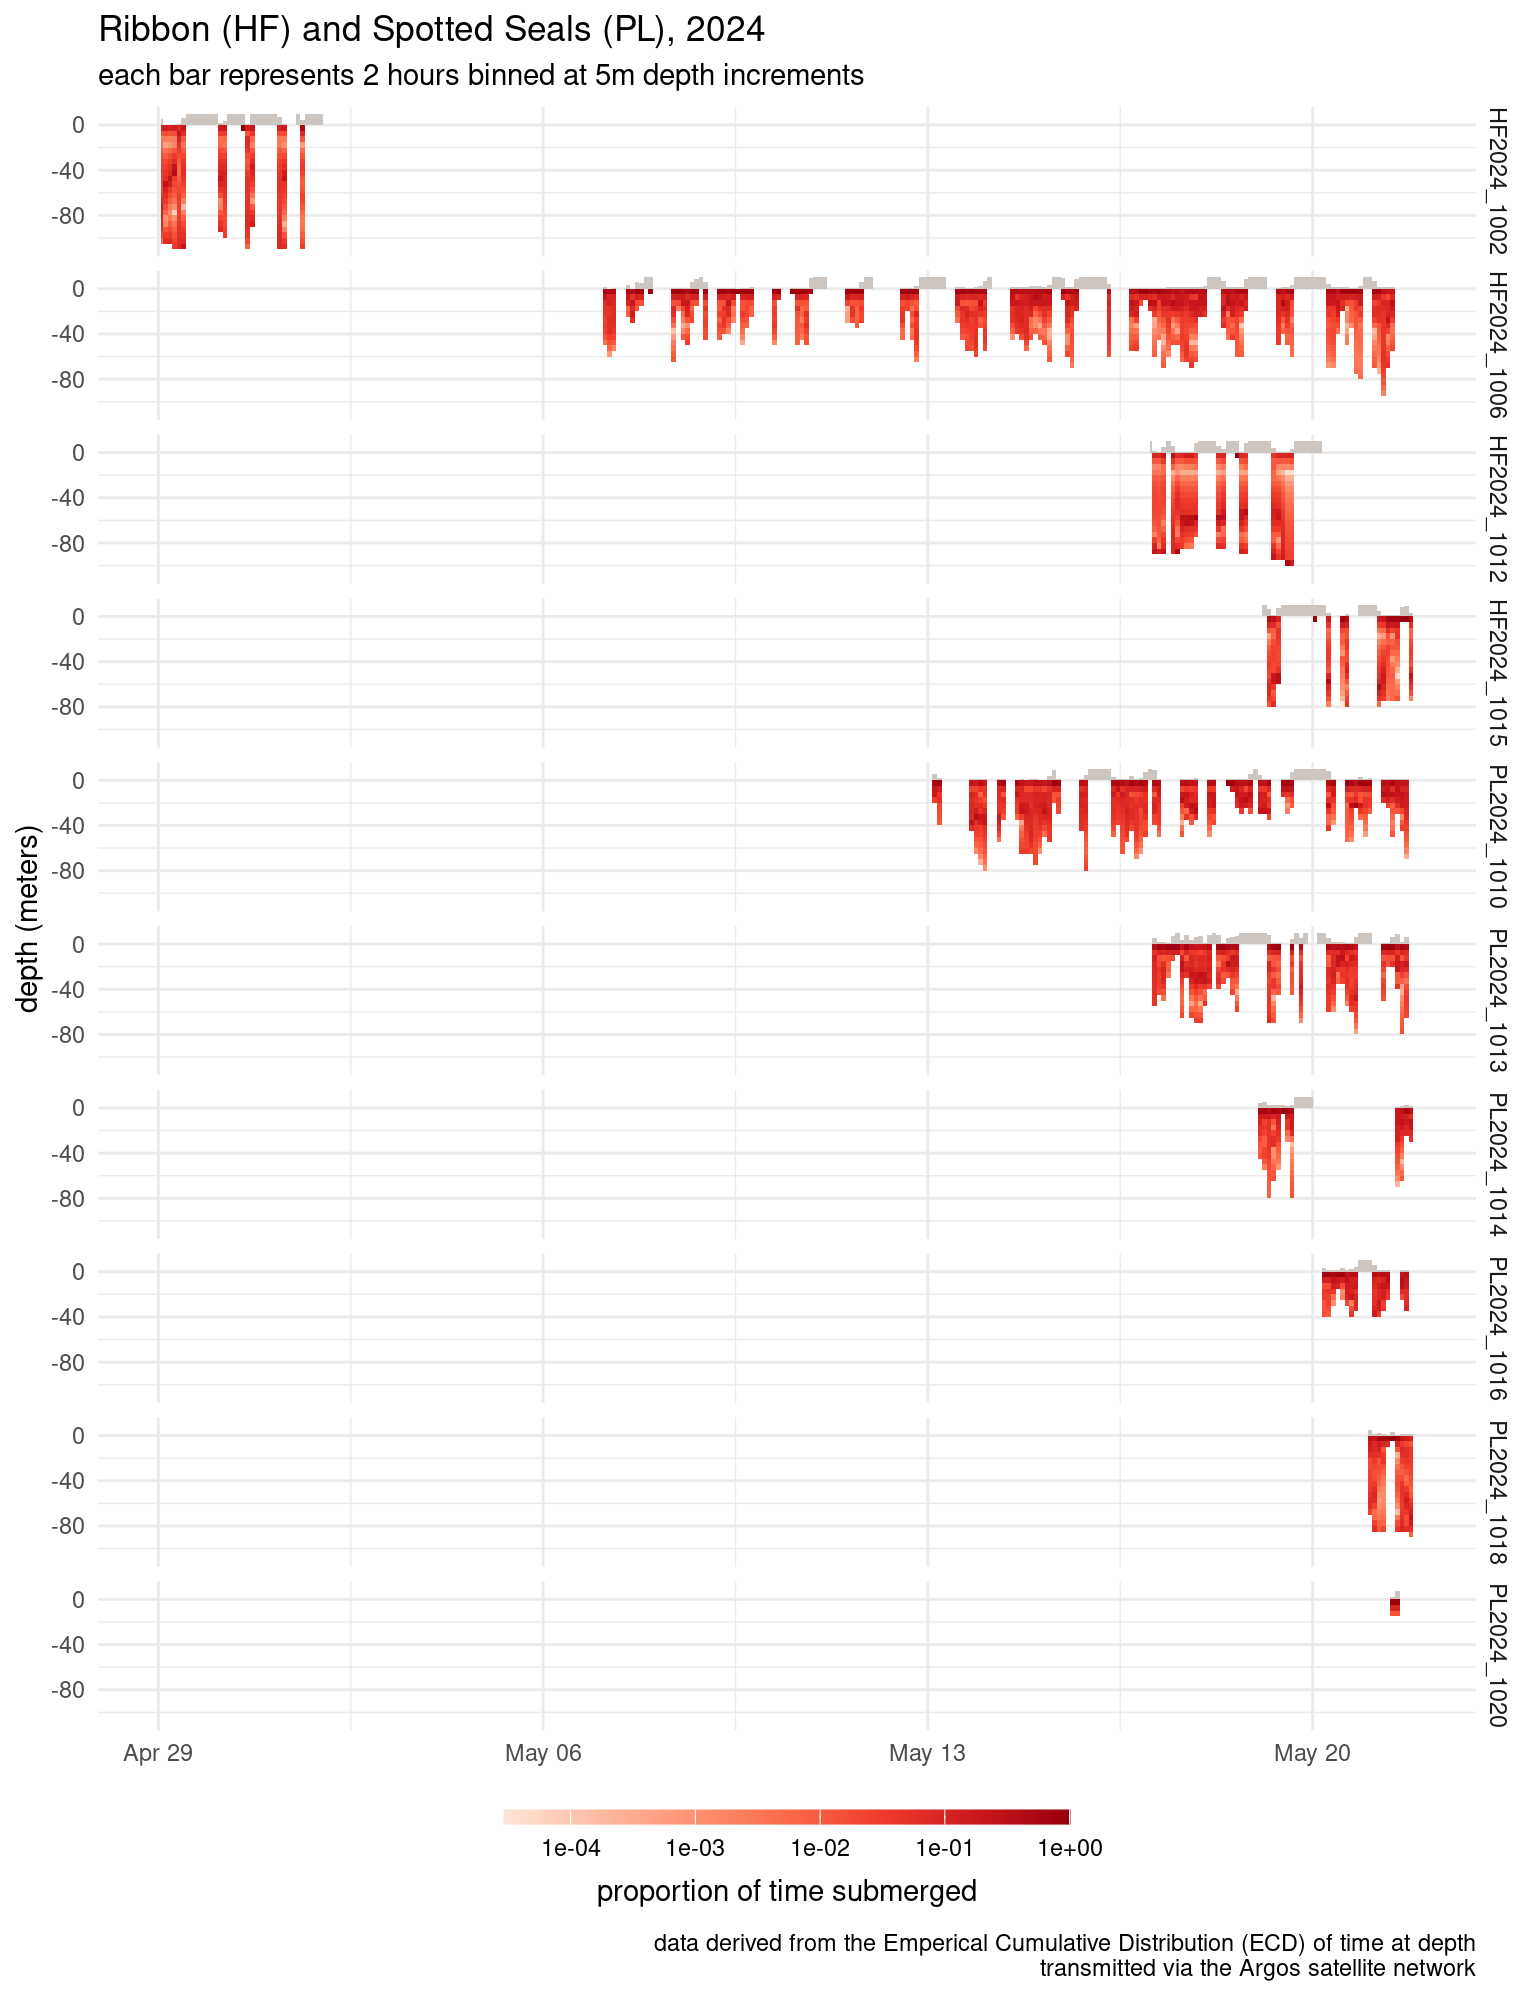 Ribbon (HF) and Spotted Seals (PL), 2024
each bar represents 2 hours binned at 5m depth increments
depth (meters)
0
-40
-80
HF2024_1002
0
-40
-80
HF2024_1006
0
-40
-80
HF2024_1012
0
-40
-80
HF2024_1015
0
-40
-80
PL2024_1010
0
-40
-80
PL2024_1013
0
-40
-80
PL2024_1014
0
-40
-80
PL2024_1016
0
-40
-80
PL2024_1018
0
-40
-80
PL2024_1020
Apr 29 May 06 May 13 May 20
1e-04 1e-03 1e-02 1e-01 1e+00
proportion of time submerged
data derived from the Emperical Cumulative Distribution (ECD) of time at depth
transmitted via the Argos satellite network